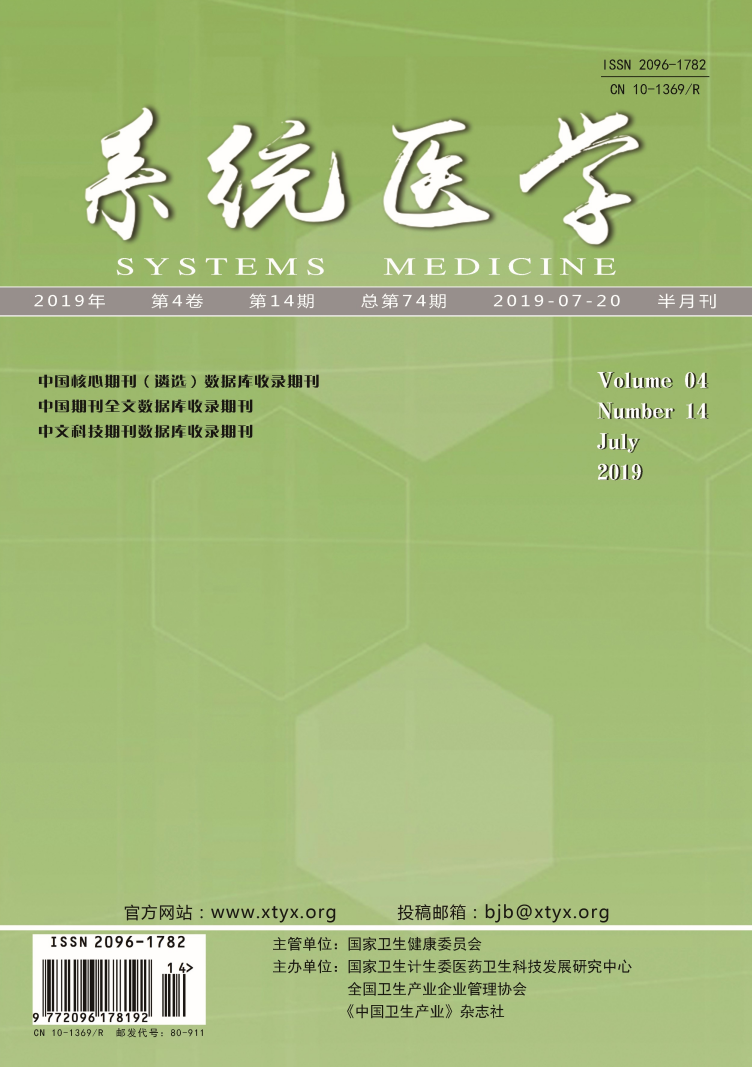 ISSN 2096-1782
CN 10-1369/R
系统医学
SYSTEMS MEDICINE
2019年 第4卷 第14期 总第74期 2019-07-20 半月刊
中国核心期刊（遴选）数据库收录期刊
中国期刊全文数据库收录期刊
中文科技期刊数据库收录期刊
Volume 04
Number 14
July
2019
官方网站：www.xtyx.org 投稿邮箱：bjb@xtyx.org
ISSN 2096-1782
14>
9 772096 178192
CN 10-1369/R 邮发代号：80-911
主管单位：国家卫生健康委员会
主办单位：国家卫生计生委医药卫生科技发展研究中心
全国卫生产业企业管理协会
《中国卫生产业》杂志社